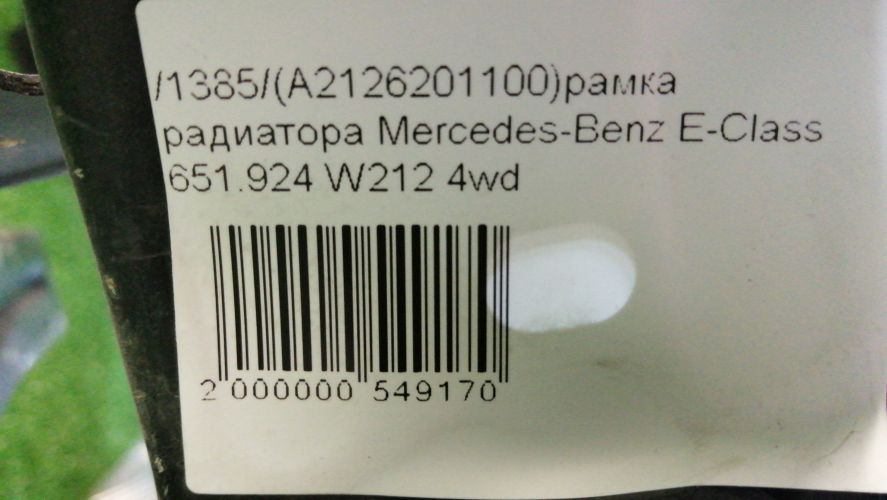 /1385/(A2126201100)рамка
радиатора Mercedes-Benz E-Class
651.924 W212 4wd
2 000000 549170